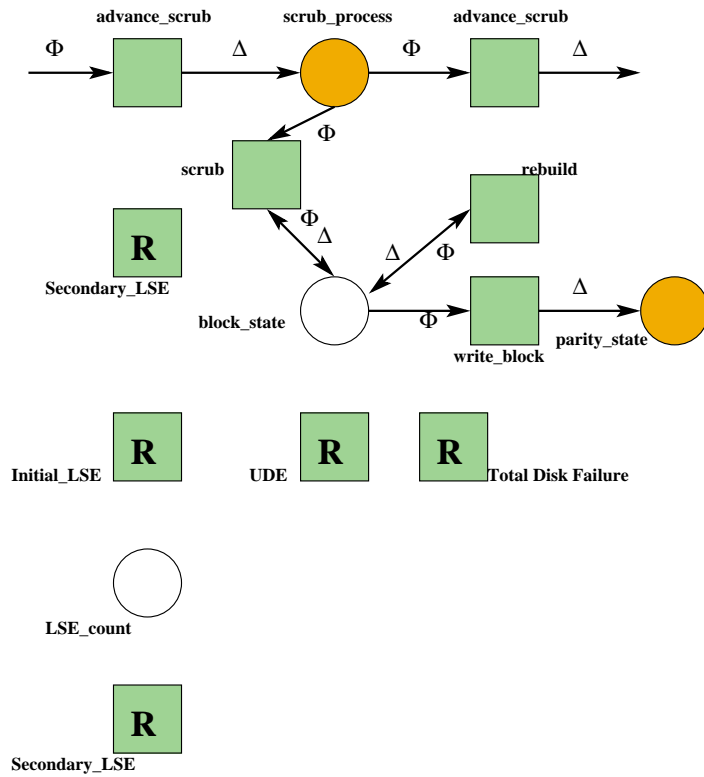 advance_scrub scrub_process advance_scrub
Φ Δ Φ Δ
Φ
scrub rebuild
Φ
R Δ Δ Φ
Secondary_LSE
block_state Φ
write_block parity_state
R R R
Initial_LSE UDE Total Disk Failure
LSE_count
R
Secondary_LSE